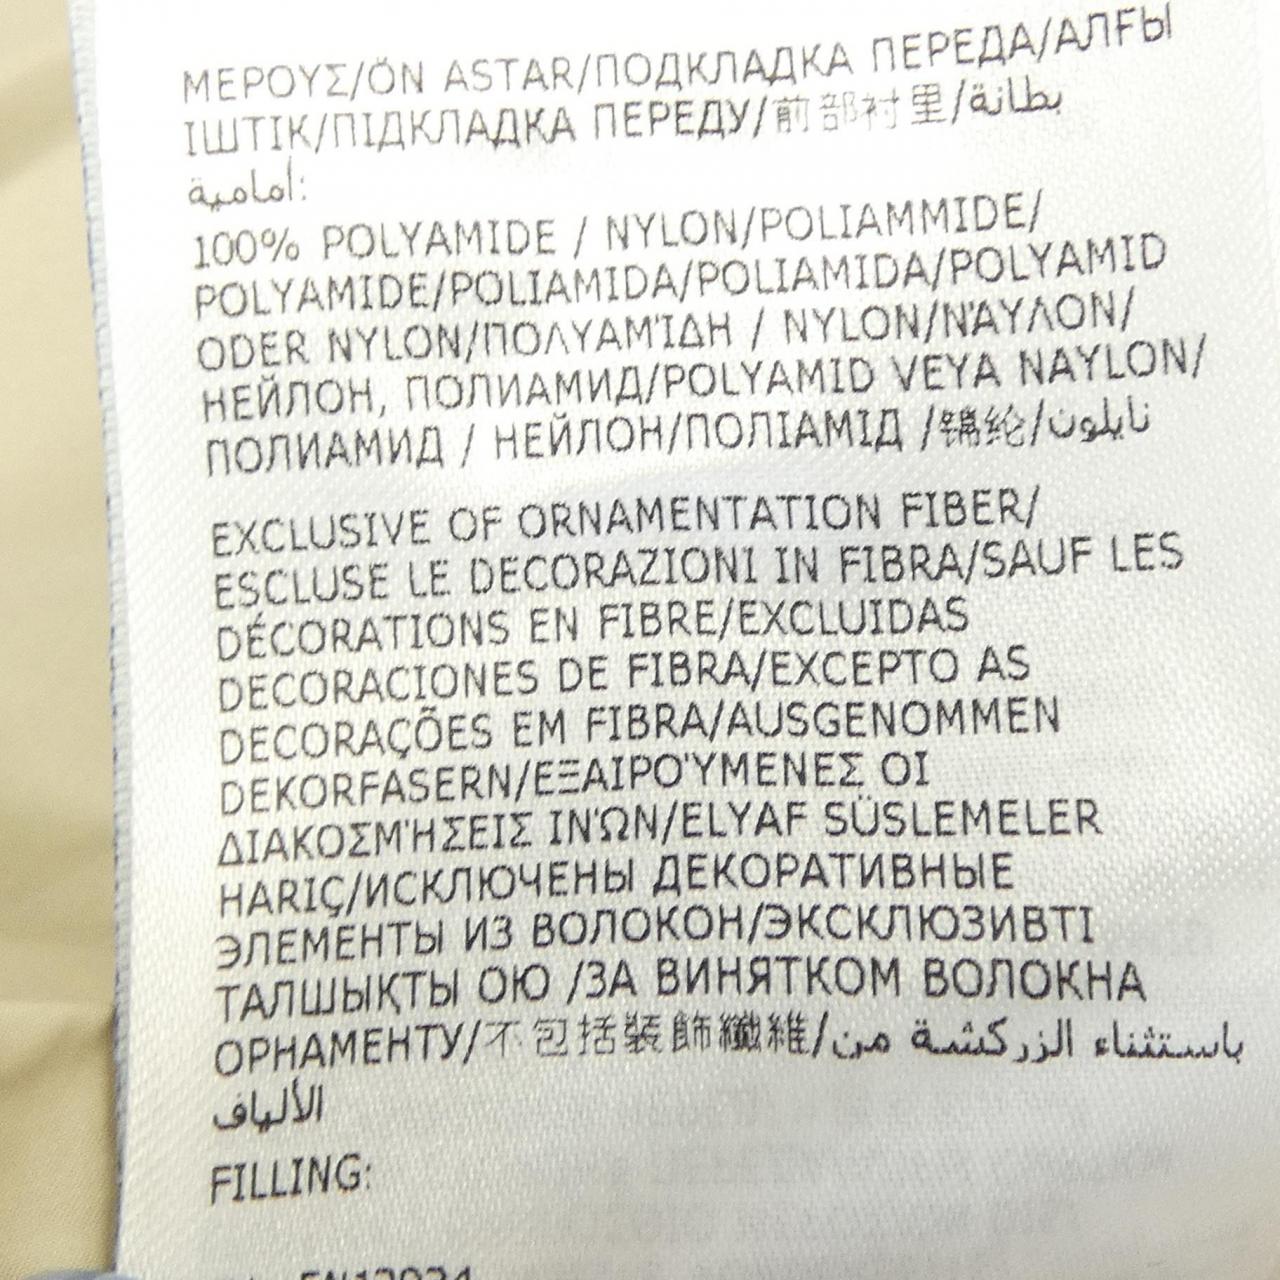 ΜΕΡΟΥΣ/ÖN ASTAR/ПОДКЛАДКА ПЕРЕДА/АЛҒЫ
ІШТІК/ПІДКЛАДКА ПЕРЕДУ/前部衬里/بطانة
أمامية:
100% POLYAMIDE / NYLON/POLIAMMIDE/
POLYAMIDE/POLIAMIDA/POLIAMIDA/POLYAMID
ODER NYLON/ΠΟΛΥΑΜΊΔΗ / NYLON/ΝΆΥΛΟΝ/
НЕЙЛОН, ПОЛИАМИД/POLYAMID VEYA NAYLON/
ПОЛИАМИД / НЕЙЛОН/ПОЛІАМІД /锦纶/نايلون
EXCLUSIVE OF ORNAMENTATION FIBER/
ESCLUSE LE DECORAZIONI IN FIBRA/SAUF LES
DÉCORATIONS EN FIBRE/EXCLUIDAS
DECORACIONES DE FIBRA/EXCEPTO AS
DECORAÇÕES EM FIBRA/AUSGENOMMEN
DEKORFASERN/ΕΞΑΙΡΟΎΜΕΝΕΣ ΟΙ
ΔΙΑΚΟΣΜΉΣΕΙΣ ΙΝΏΝ/ELYAF SÜSLEMELER
HARIÇ/ИСКЛЮЧЕНЫ ДЕКОРАТИВНЫЕ
ЭЛЕМЕНТЫ ИЗ ВОЛОКОН/ЭКСКЛЮЗИВТІ
ТАЛШЫҚТЫ ОЮ /ЗА ВИНЯТКОМ ВОЛОКНА
ОРНАМЕНТУ/不包括裝飾纖維/باستثناء الزركشة من
الألياف
FILLING: